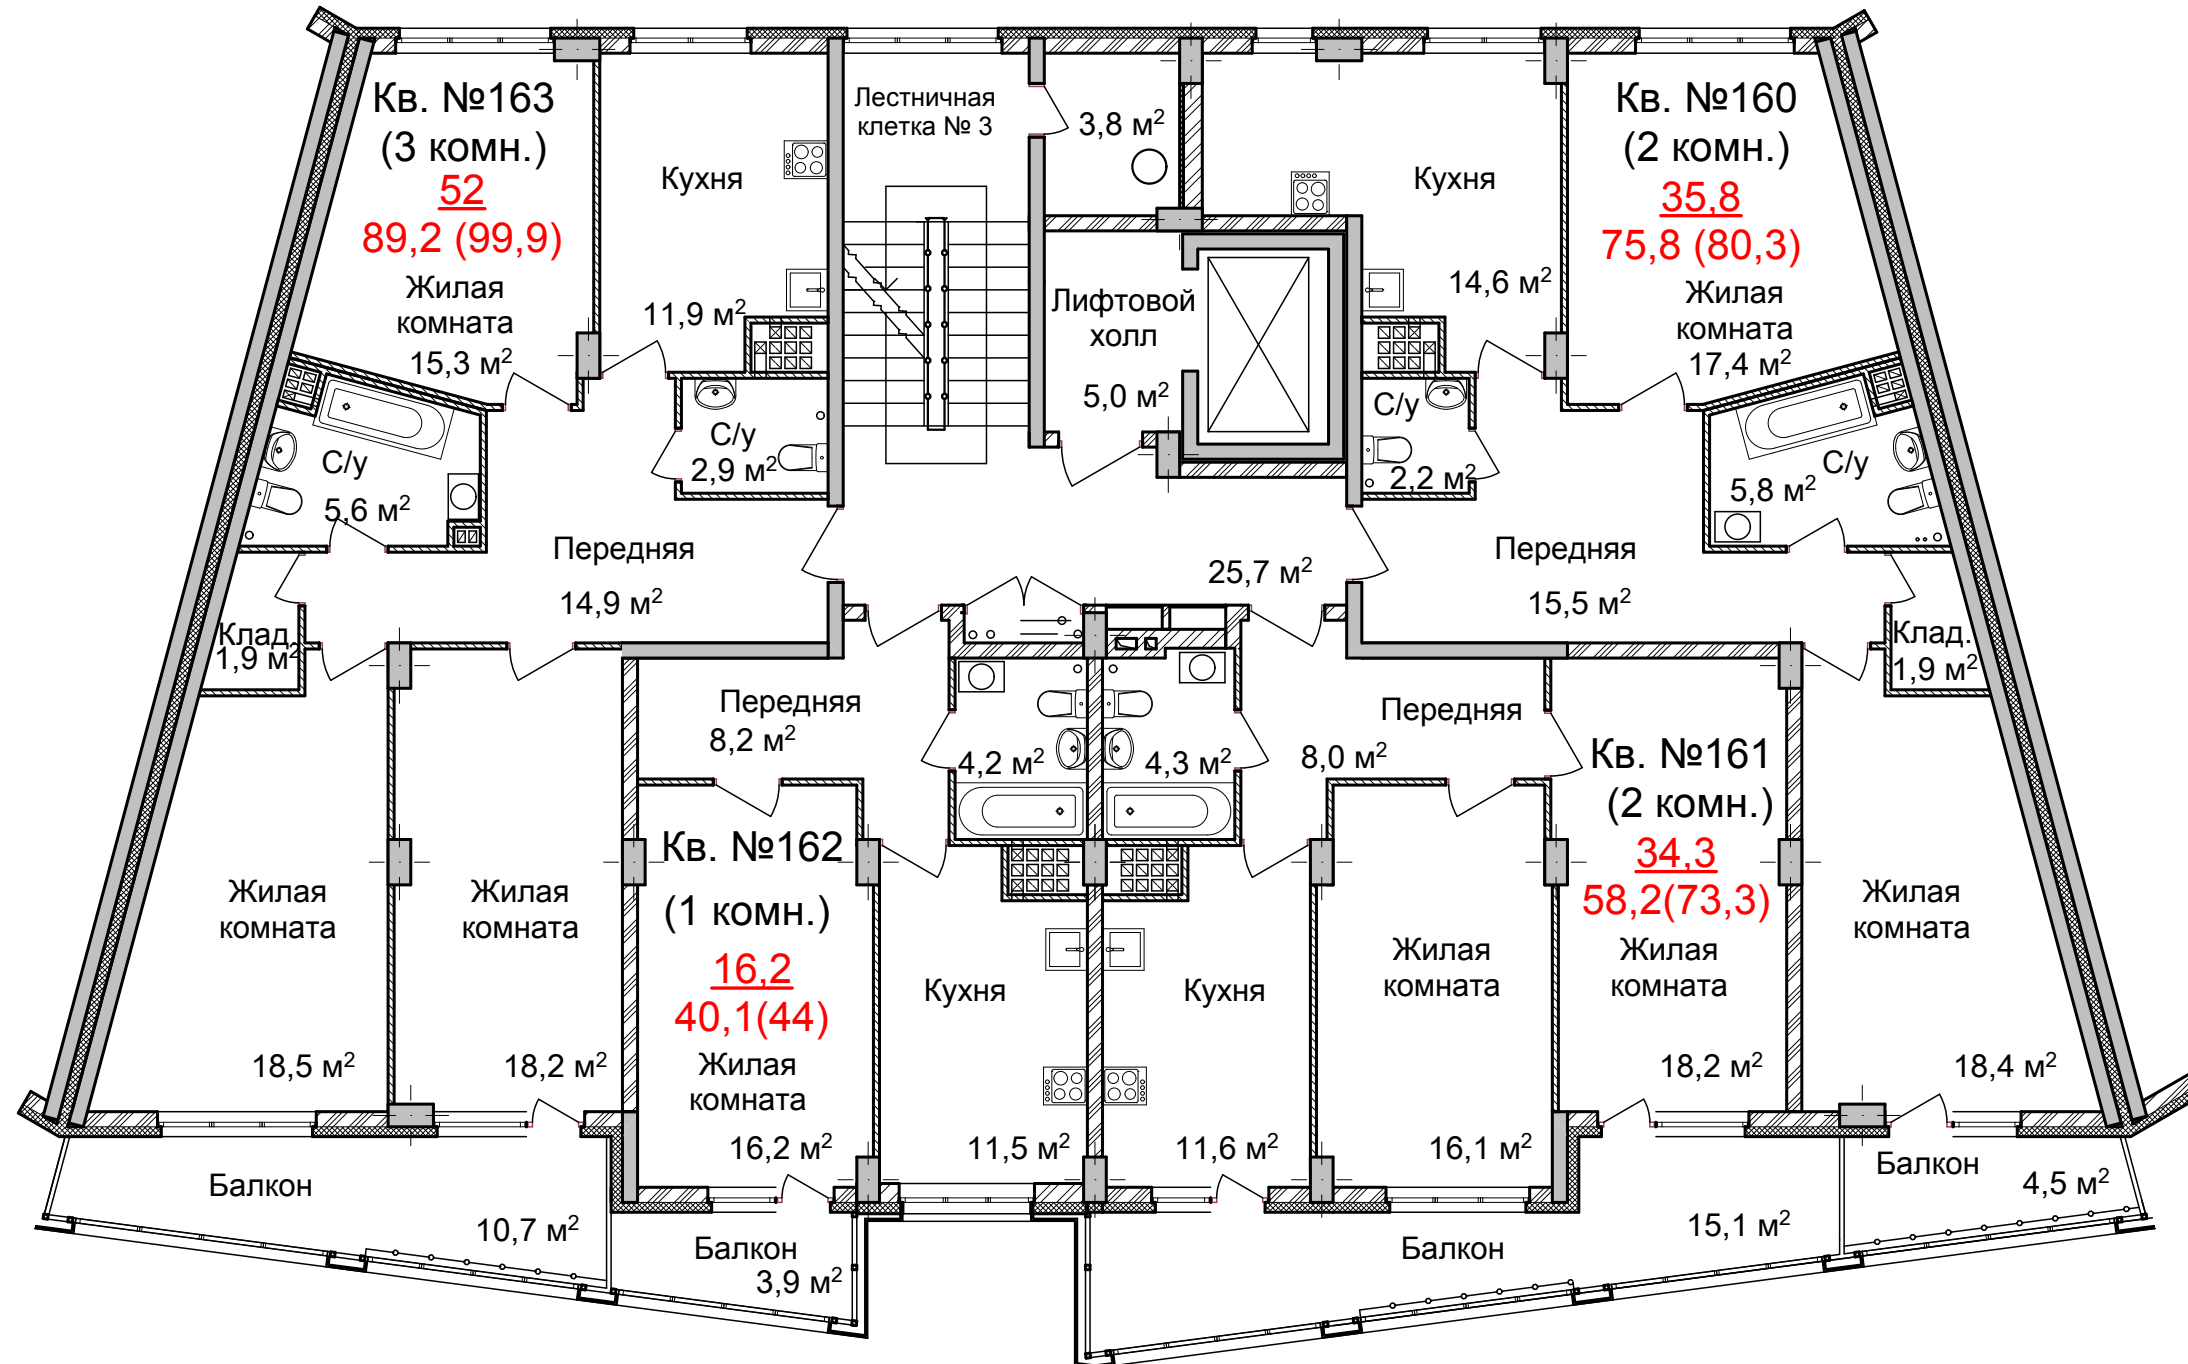 Кв. №163
(3 комн.)
52
89,2 (99,9)
Жилая
комната
15,3 м²
Кухня
11,9 м²
Лестничная
клетка № 3
3,8 м²
Лифтовой
холл
5,0 м²
Кухня
14,6 м²
Кв. №160
(2 комн.)
35,8
75,8 (80,3)
Жилая
комната
17,4 м²
С/у
5,6 м²
С/у
2,9 м²
С/у
2,2 м²
С/у
5,8 м²
Передняя
14,9 м²
25,7 м²
Передняя
15,5 м²
Клад.
1,9 м²
Клад.
1,9 м²
Передняя
8,2 м²
4,2 м²
4,3 м²
Передняя
8,0 м²
Кв. №161
(2 комн.)
34,3
58,2(73,3)
Жилая
комната
18,2 м²
Кв. №162
(1 комн.)
16,2
40,1(44)
Жилая
комната
16,2 м²
Жилая
комната
18,5 м²
Жилая
комната
18,2 м²
Кухня
11,5 м²
Кухня
11,6 м²
Жилая
комната
16,1 м²
Жилая
комната
18,4 м²
Балкон
10,7 м²
Балкон
3,9 м²
Балкон
15,1 м²
Балкон
4,5 м²